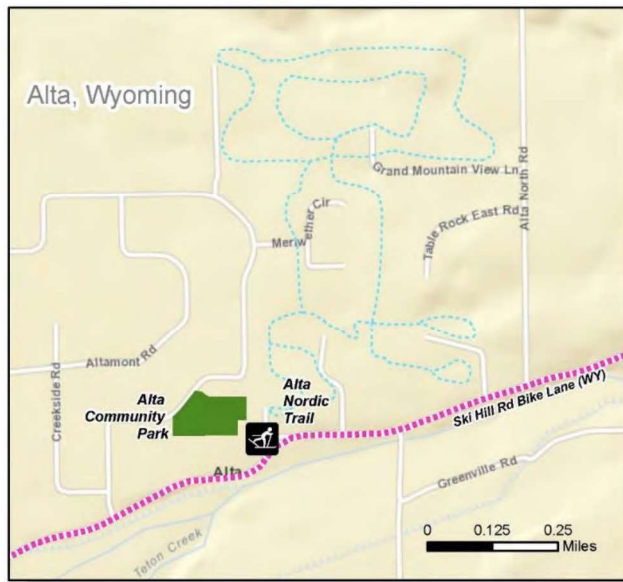 Alta, Wyoming
Grand Mountain View Ln
Alta North Rd
Meriwether Cir
Table Rock East Rd
Altamont Rd
Creekside Rd
Alta
Community
Park
Alta
Nordic
Trail
Ski Hill Rd Bike Lane (WY)
Alta
Greenville Rd
Teton Creek
0 0.125 0.25
Miles